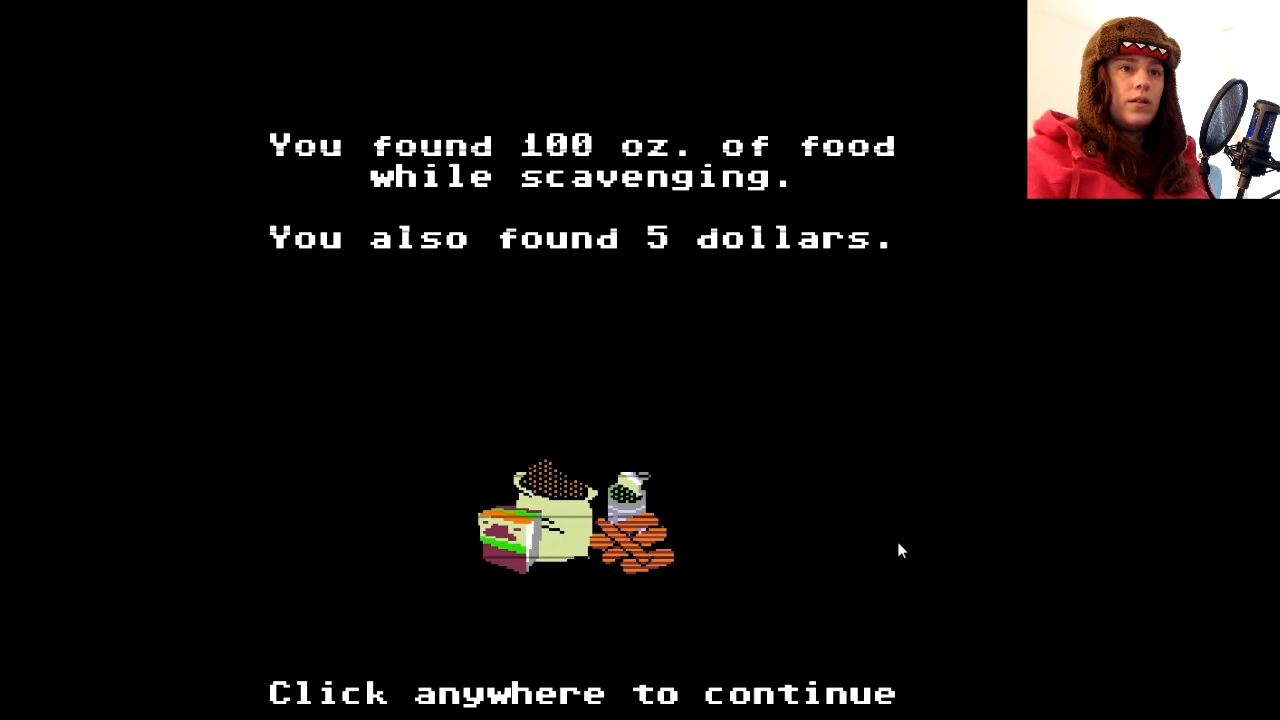 You found 100 oz. of food
while scavenging.
You also found 5 dollars.
Click anywhere to continue